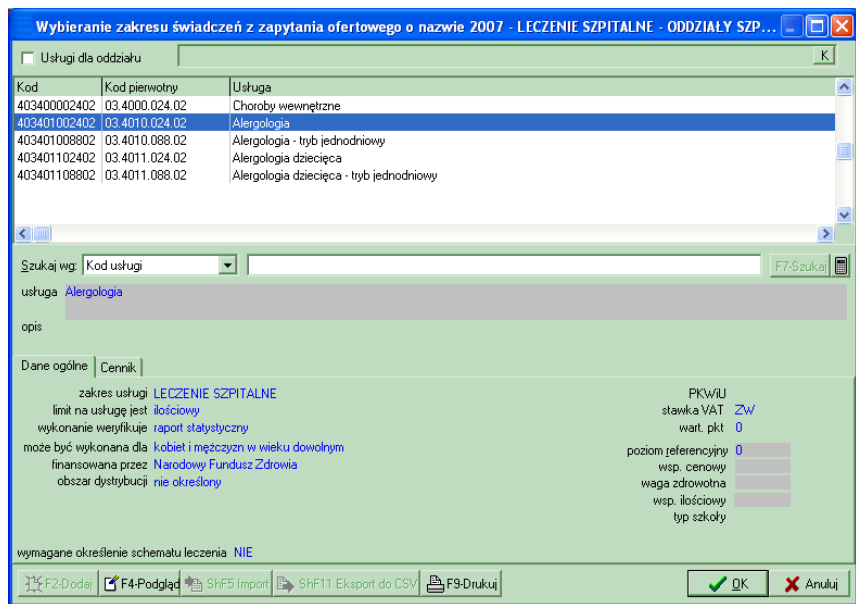 Wybieranie zakresu świadczeń z zapytania ofertowego o nazwie 2007 - LECZENIE SZPITALNE - ODDZIAŁY SZP...
Usługi dla oddziału K
Kod Kod pierwotny Usługa
403400002402 03.4000.024.02 Choroby wewnętrzne
403401002402 03.4010.024.02 Alergologia
403401008802 03.4010.088.02 Alergologia - tryb jednodniowy
403401102402 03.4011.024.02 Alergologia dziecięca
403401108802 03.4011.088.02 Alergologia dziecięca - tryb jednodniowy
Szukaj wg: Kod usługi F7-Szukaj
usługa Alergologia
opis
Dane ogólne Cennik
zakres usługi LECZENIE SZPITALNE PKWiU
limit na usługę jest ilościowy stawka VAT ZW
wykonanie weryfikuje raport statystyczny wart. pkt 0
może być wykonana dla kobiet i mężczyzn w wieku dowolnym poziom referencyjny 0
finansowana przez Narodowy Fundusz Zdrowia wsp. cenowy
obszar dystrybucji nie określony waga zdrowotna
wsp. ilościowy
typ szkoły
wymagane określenie schematu leczenia NIE
F2-Dodaj F4-Podgląd ShF5 Import ShF11 Eksport do CSV F9-Drukuj OK Anuluj